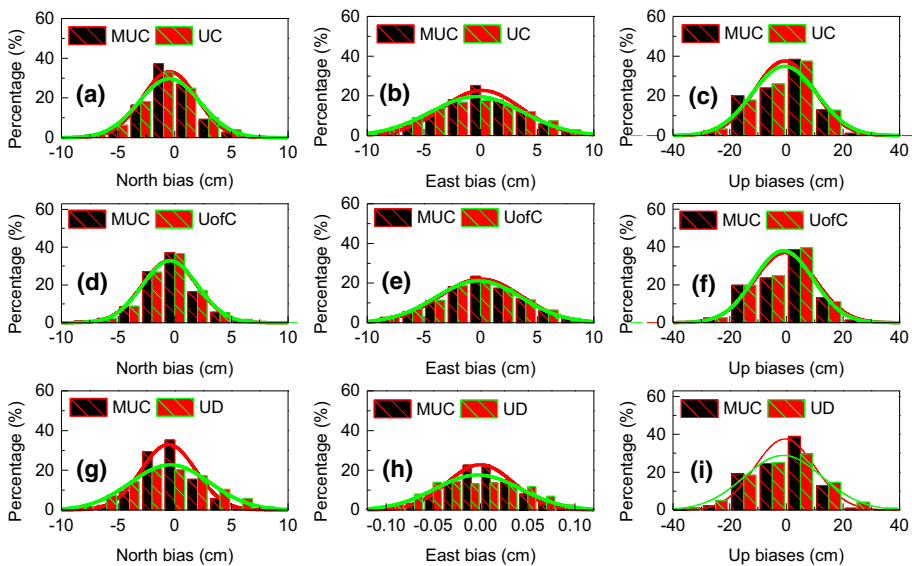 Percentage (%)
60
40
20
0
MUC UC
(a)
-10 -5 0 5 10
North bias (cm)
Percentage (%)
60
40
20
0
MUC UC
(b)
-10 -5 0 5 10
East bias (cm)
Percentage (%)
60
40
20
0
MUC UC
(c)
-40 -20 0 20 40
Up biases (cm)
Percentage (%)
60
40
20
0
MUC UofC
(d)
-10 -5 0 5 10
North bias (cm)
Percentage (%)
60
40
20
0
MUC UofC
(e)
-10 -5 0 5 10
East bias (cm)
Percentage (%)
60
40
20
0
MUC UofC
(f)
-40 -20 0 20 40
Up biases (cm)
Percentage (%)
60
40
20
0
MUC UD
(g)
-10 -5 0 5 10
North bias (cm)
Percentage (%)
60
40
20
0
MUC UD
(h)
-0.10 -0.05 0.00 0.05 0.10
East bias (cm)
Percentage (%)
60
40
20
0
MUC UD
(i)
-40 -20 0 20 40
Up biases (cm)